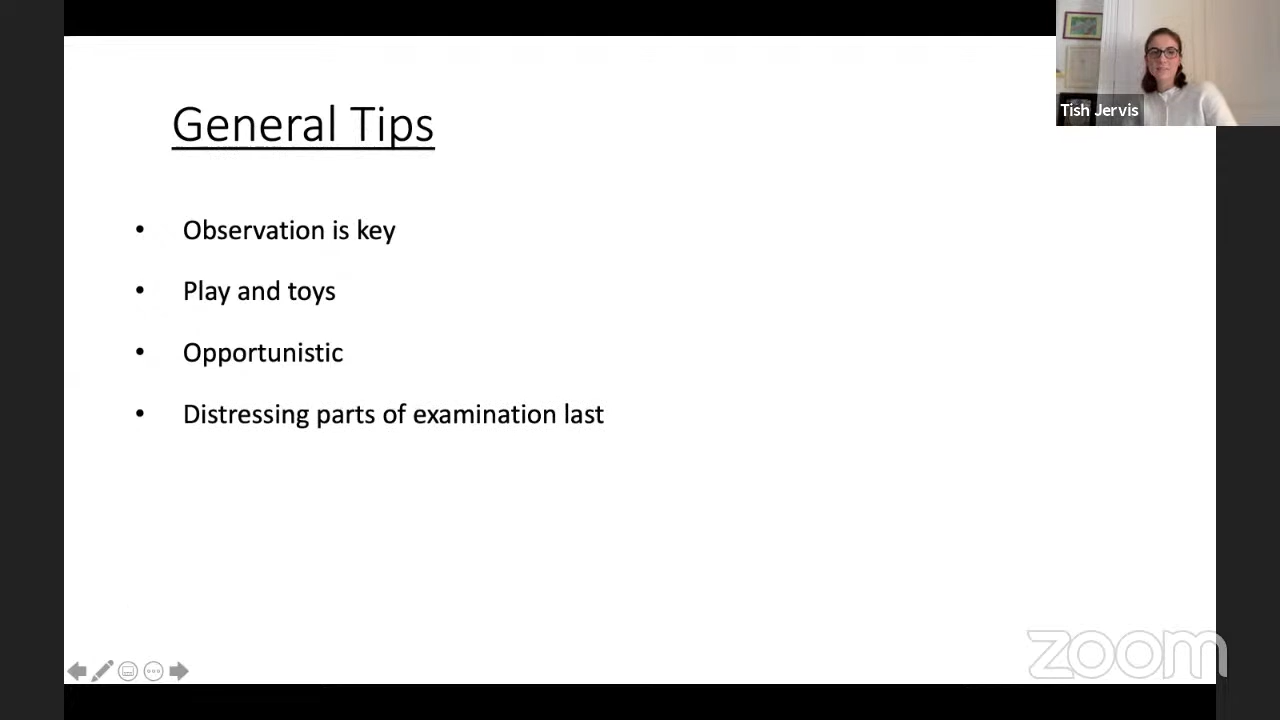 General Tips
• Observation is key
• Play and toys
• Opportunistic
• Distressing parts of examination last
Tish Jervis
zoom